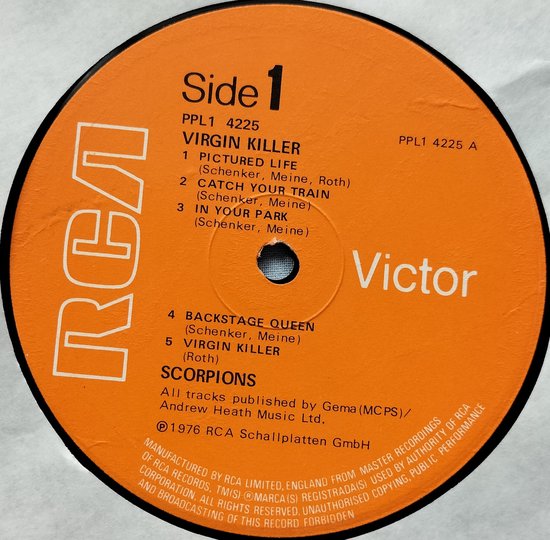 RCA
Side 1
PPL1 4225
PPL1 4225 A
VIRGIN KILLER
1 PICTURED LIFE
(Schenker, Meine, Roth)
2 CATCH YOUR TRAIN
(Schenker, Meine)
3 IN YOUR PARK
(Schenker, Meine)
Victor
4 BACKSTAGE QUEEN
(Schenker, Meine)
5 VIRGIN KILLER
(Roth)
SCORPIONS
All tracks published by Gema(MCPS)/
Andrew Heath Music Ltd.
℗1976 RCA Schallplatten GmbH
MANUFACTURED BY RCA LIMITED, ENGLAND FROM MASTER RECORDINGS
OF RCA RECORDS. TM(S) ® MARCA(S) REGISTRADA(S) USED BY AUTHORITY OF RCA
CORPORATION. ALL RIGHTS RESERVED. UNAUTHORISED COPYING, PUBLIC PERFORMANCE
AND BROADCASTING OF THIS RECORD FORBIDDEN